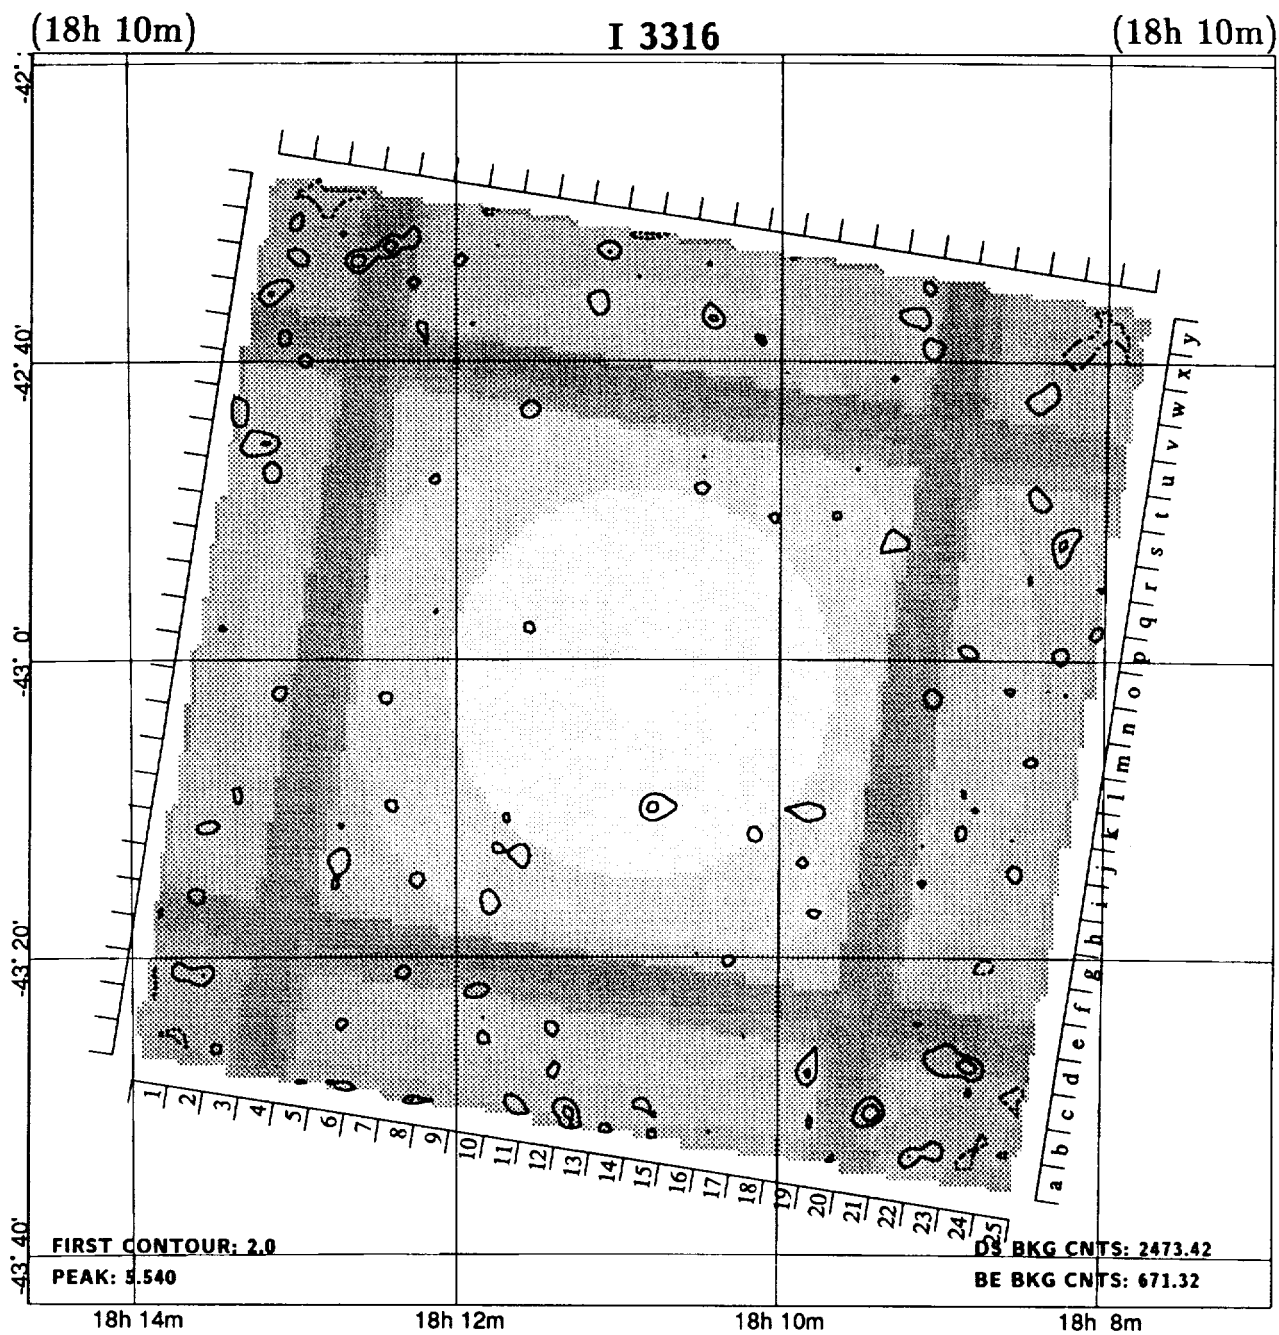 (18h 10m) I 3316 (18h 10m)
-42°
-42° 40'
-43° 0'
-43° 20'
-43° 40'
y
x
w
v
u
t
s
r
q
p
o
n
m
l
k
j
i
h
g
f
e
d
c
b
a
1 2 3 4 5 6 7 8 9 10 11 12 13 14 15 16 17 18 19 20 21 22 23 24 25
FIRST CONTOUR: 2.0
PEAK: 5.540
DS BKG CNTS: 2473.42
BE BKG CNTS: 671.32
18h 14m 18h 12m 18h 10m 18h 8m